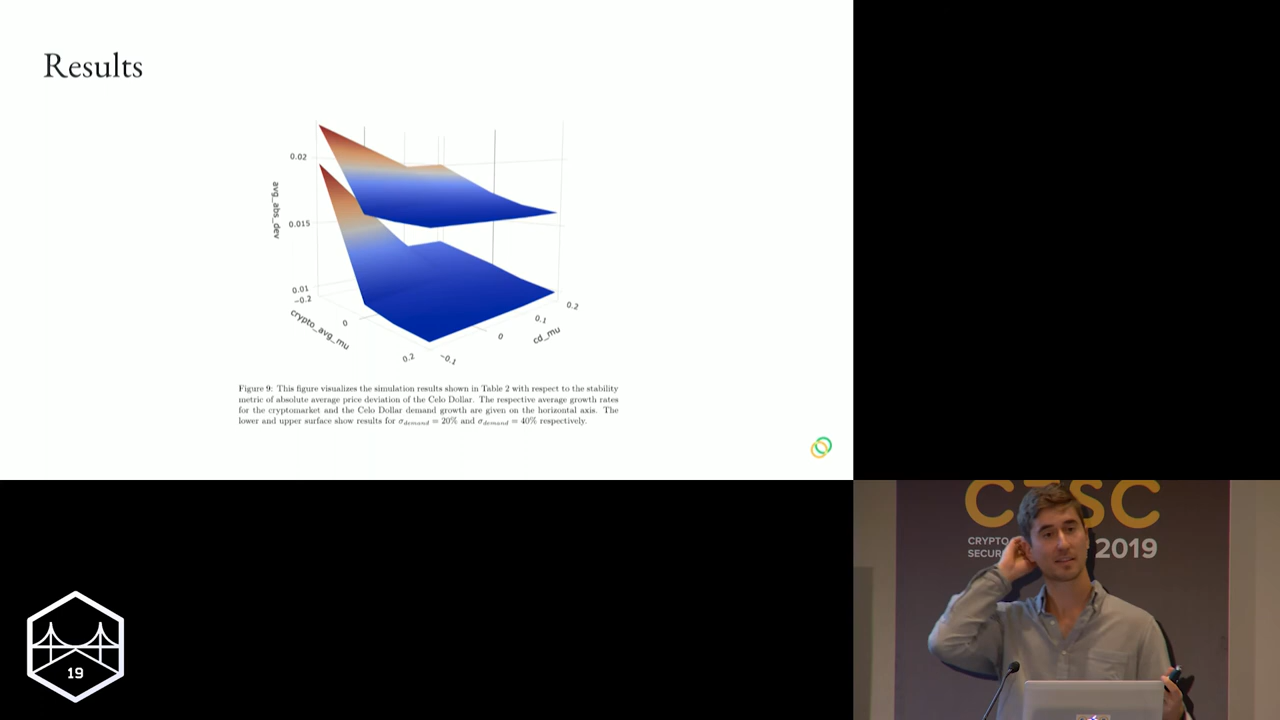 Results
0.02
0.015
0.01
avg_abs_dev
−0.2
0
0.2
crypto_avg_mu
−0.1
0
0.1
0.2
cd_mu
Figure 9: This figure visualizes the simulation results shown in Table 2 with respect to the stability
metric of absolute average price deviation of the Celo Dollar. The respective average growth rates
for the cryptomarket and the Celo Dollar demand growth are given on the horizontal axis. The
lower and upper surface show results for σdemand = 20% and σdemand = 40% respectively.
SC
CRYPTO
SECUR
2019
19